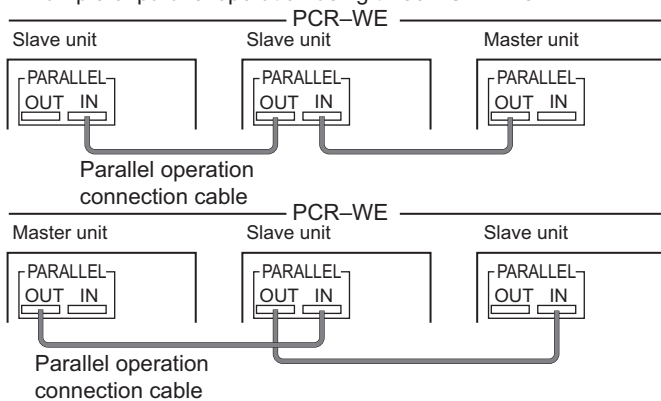 PCR–WE
Slave unit Slave unit Master unit
PARALLEL PARALLEL PARALLEL
OUT IN OUT IN OUT IN
Parallel operation
connection cable
PCR–WE
Master unit Slave unit Slave unit
PARALLEL PARALLEL PARALLEL
OUT IN OUT IN OUT IN
Parallel operation
connection cable